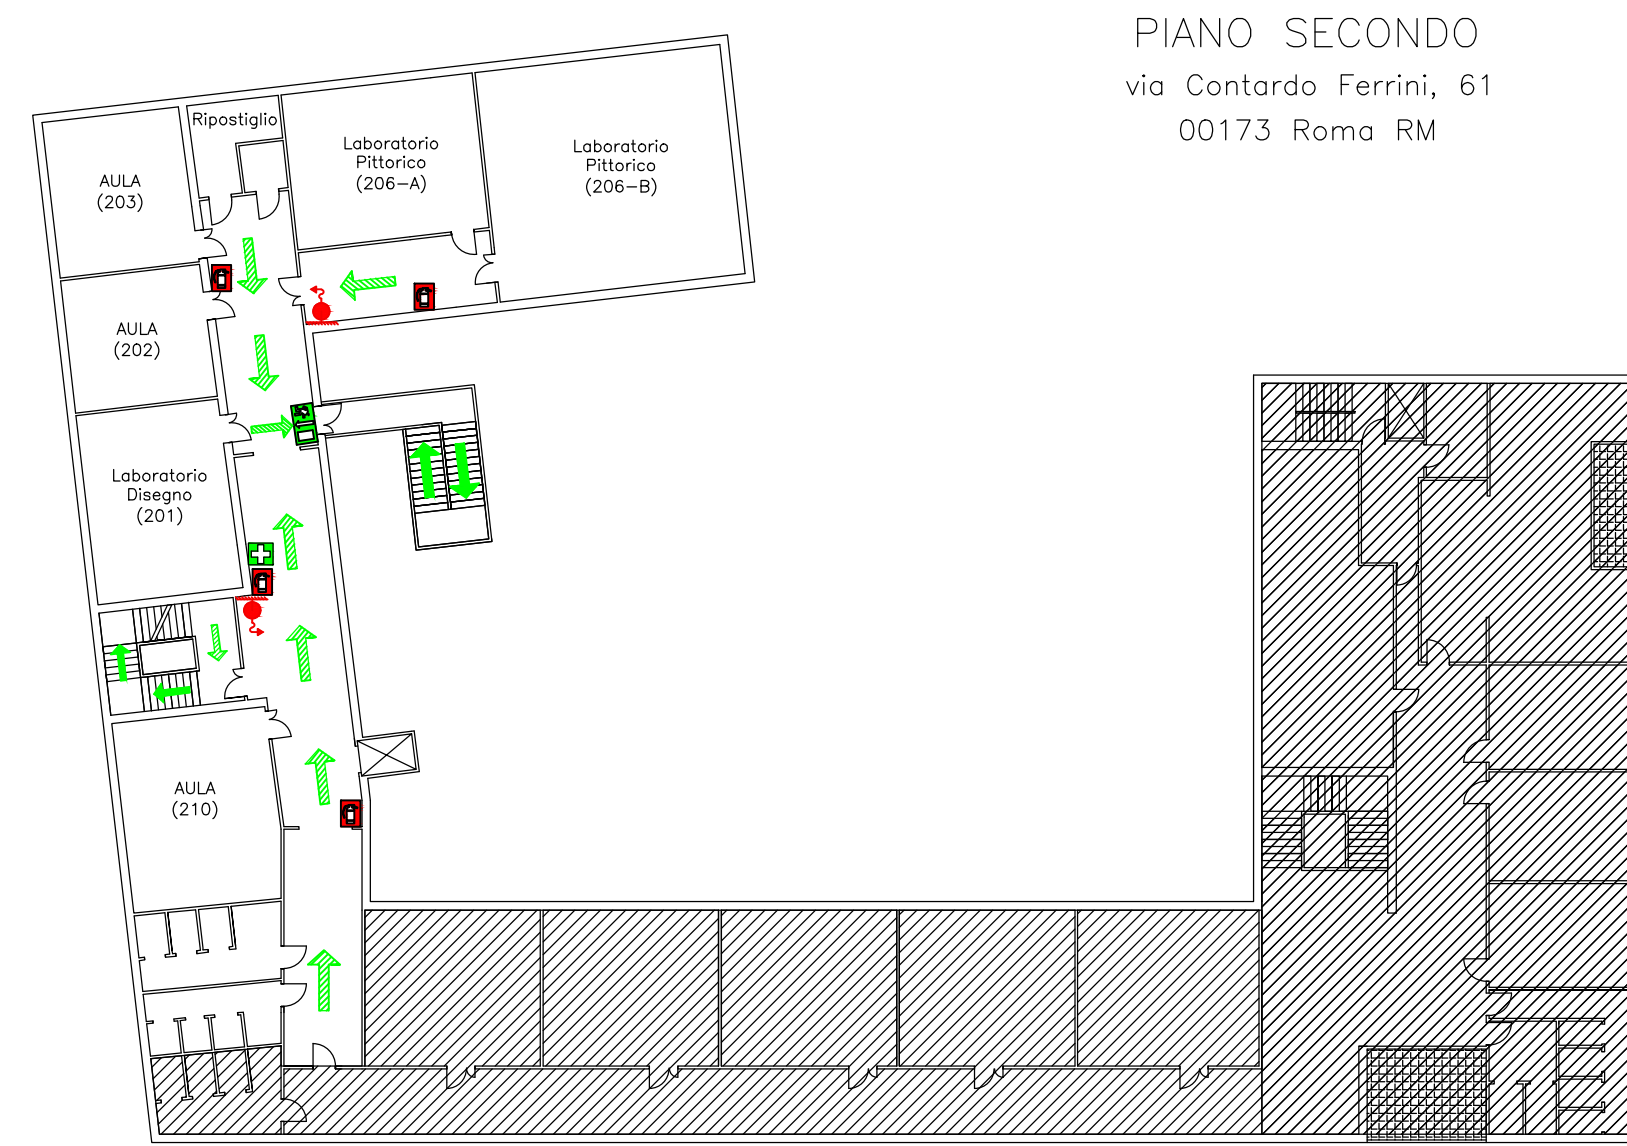 PIANO SECONDO
via Contardo Ferrini, 61
00173 Roma RM
Ripostiglio
Laboratorio
Pittorico
(206-A)
Laboratorio
Pittorico
(206-B)
AULA
(203)
AULA
(202)
Laboratorio
Disegno
(201)
AULA
(210)